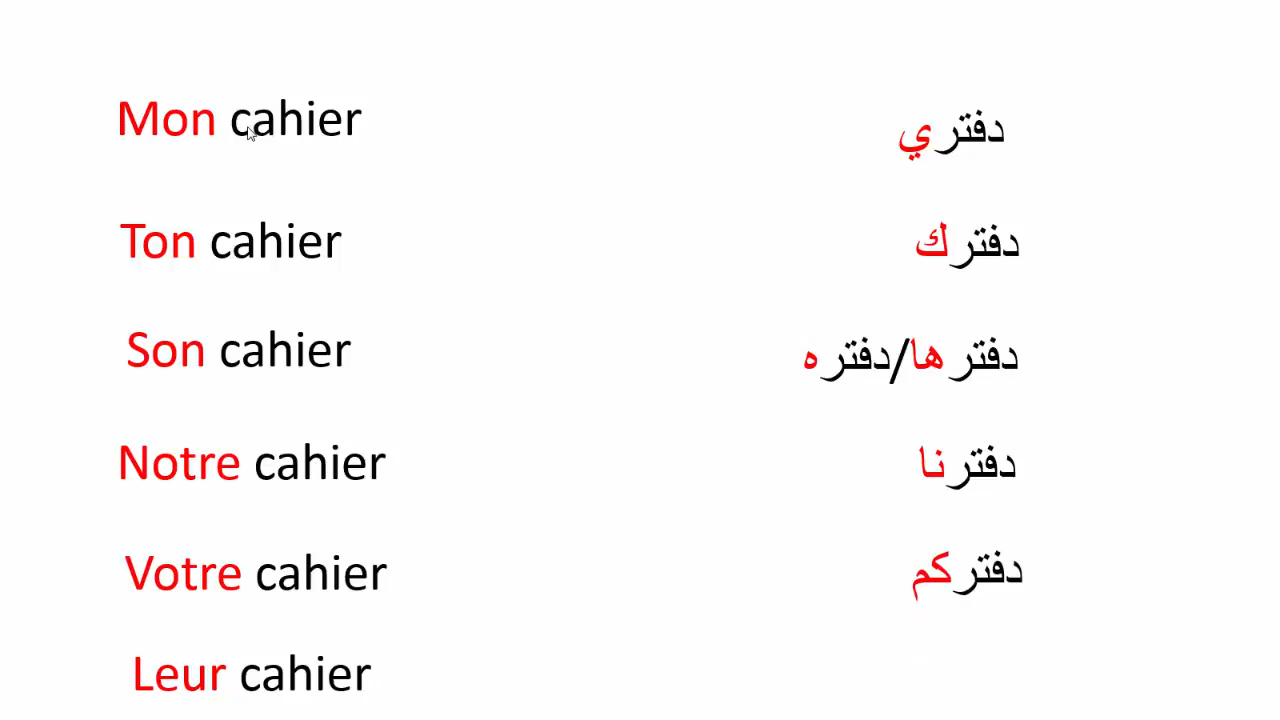 Mon cahier دفتري
Ton cahier دفترك
Son cahier دفترها/دفتره
Notre cahier دفترنا
Votre cahier دفتركم
Leur cahier